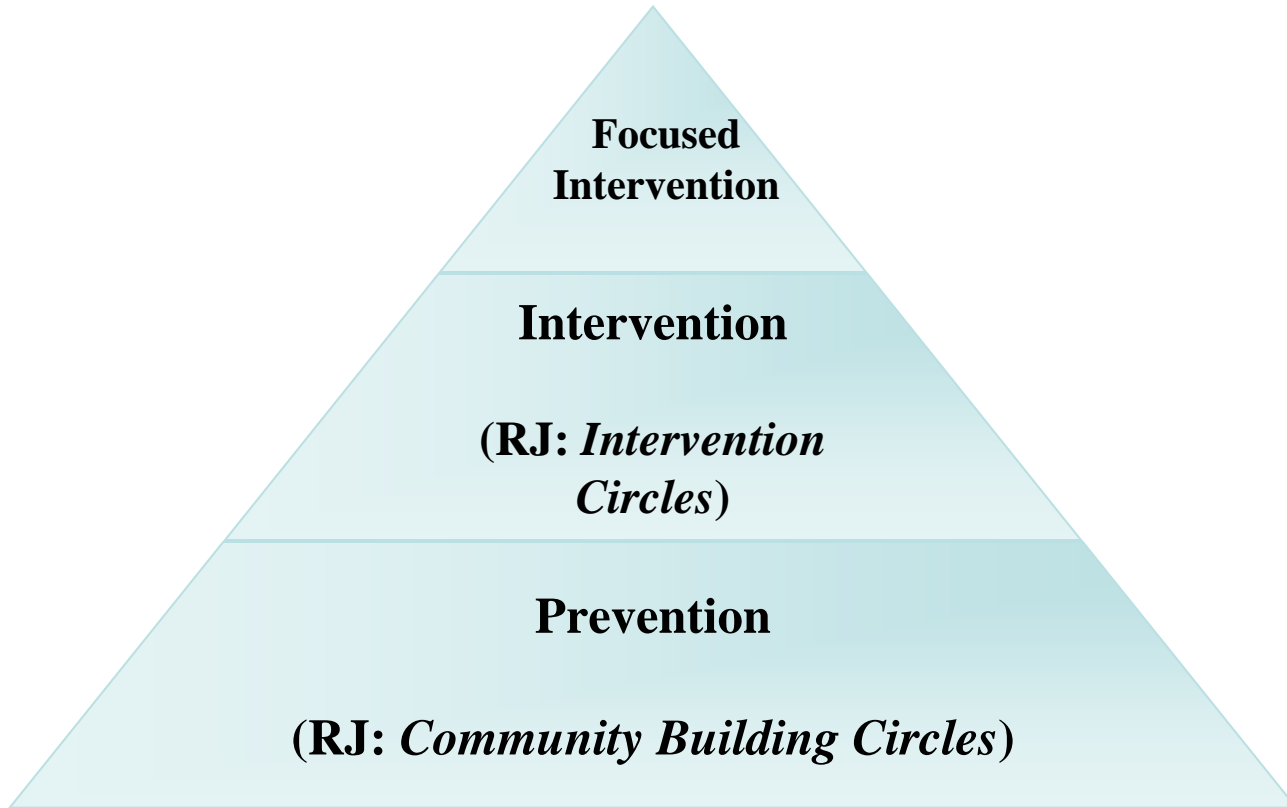 Focused
Intervention
Intervention
(RJ: Intervention
Circles)
Prevention
(RJ: Community Building Circles)